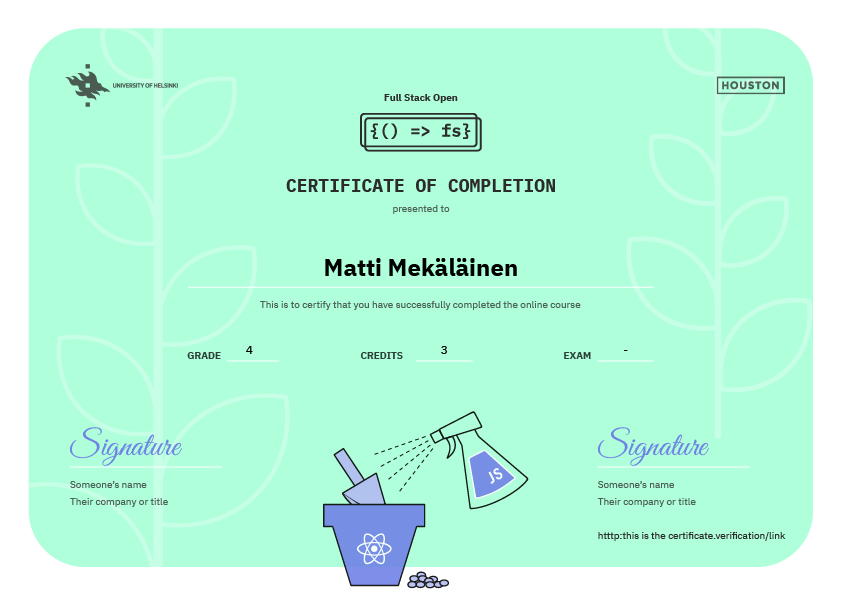 UNIVERSITY OF HELSINKI
HOUSTON
Full Stack Open
{() => fs}
CERTIFICATE OF COMPLETION
presented to
Matti Mekäläinen
This is to certify that you have successfully completed the online course
GRADE 4 CREDITS 3 EXAM -
JS
Signature
Someone's name
Their company or title
Signature
Someone's name
Their company or title
htttp:this is the certificate.verification/link